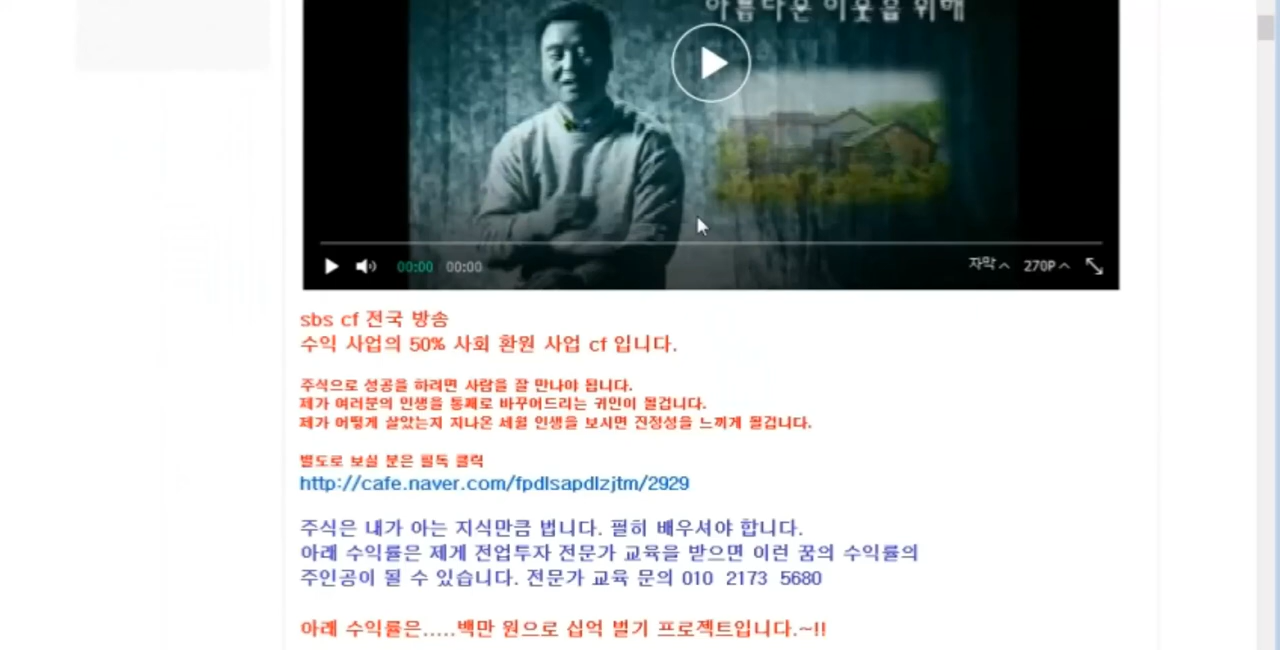 아름다운 이웃을 위해
00:00 00:00 자막 270P
sbs cf 전국 방송
수익 사업의 50% 사회 환원 사업 cf 입니다.
주식으로 성공을 하려면 사람을 잘 만나야 됩니다.
제가 여러분의 인생을 통째로 바꾸어드리는 귀인이 될겁니다.
제가 어떻게 살았는지 지나온 세월 인생을 보시면 진정성을 느끼게 될겁니다.
별도로 보실 분은 필독 클릭
http://cafe.naver.com/fpdlsapdlzjtm/2929
주식은 내가 아는 지식만큼 법니다. 필히 배우셔야 합니다.
아래 수익률은 제게 전업투자 전문가 교육을 받으면 이런 꿈의 수익률의
주인공이 될 수 있습니다. 전문가 교육 문의 010 2173 5680
아래 수익률은.....백만 원으로 십억 벌기 프로젝트입니다.~!!